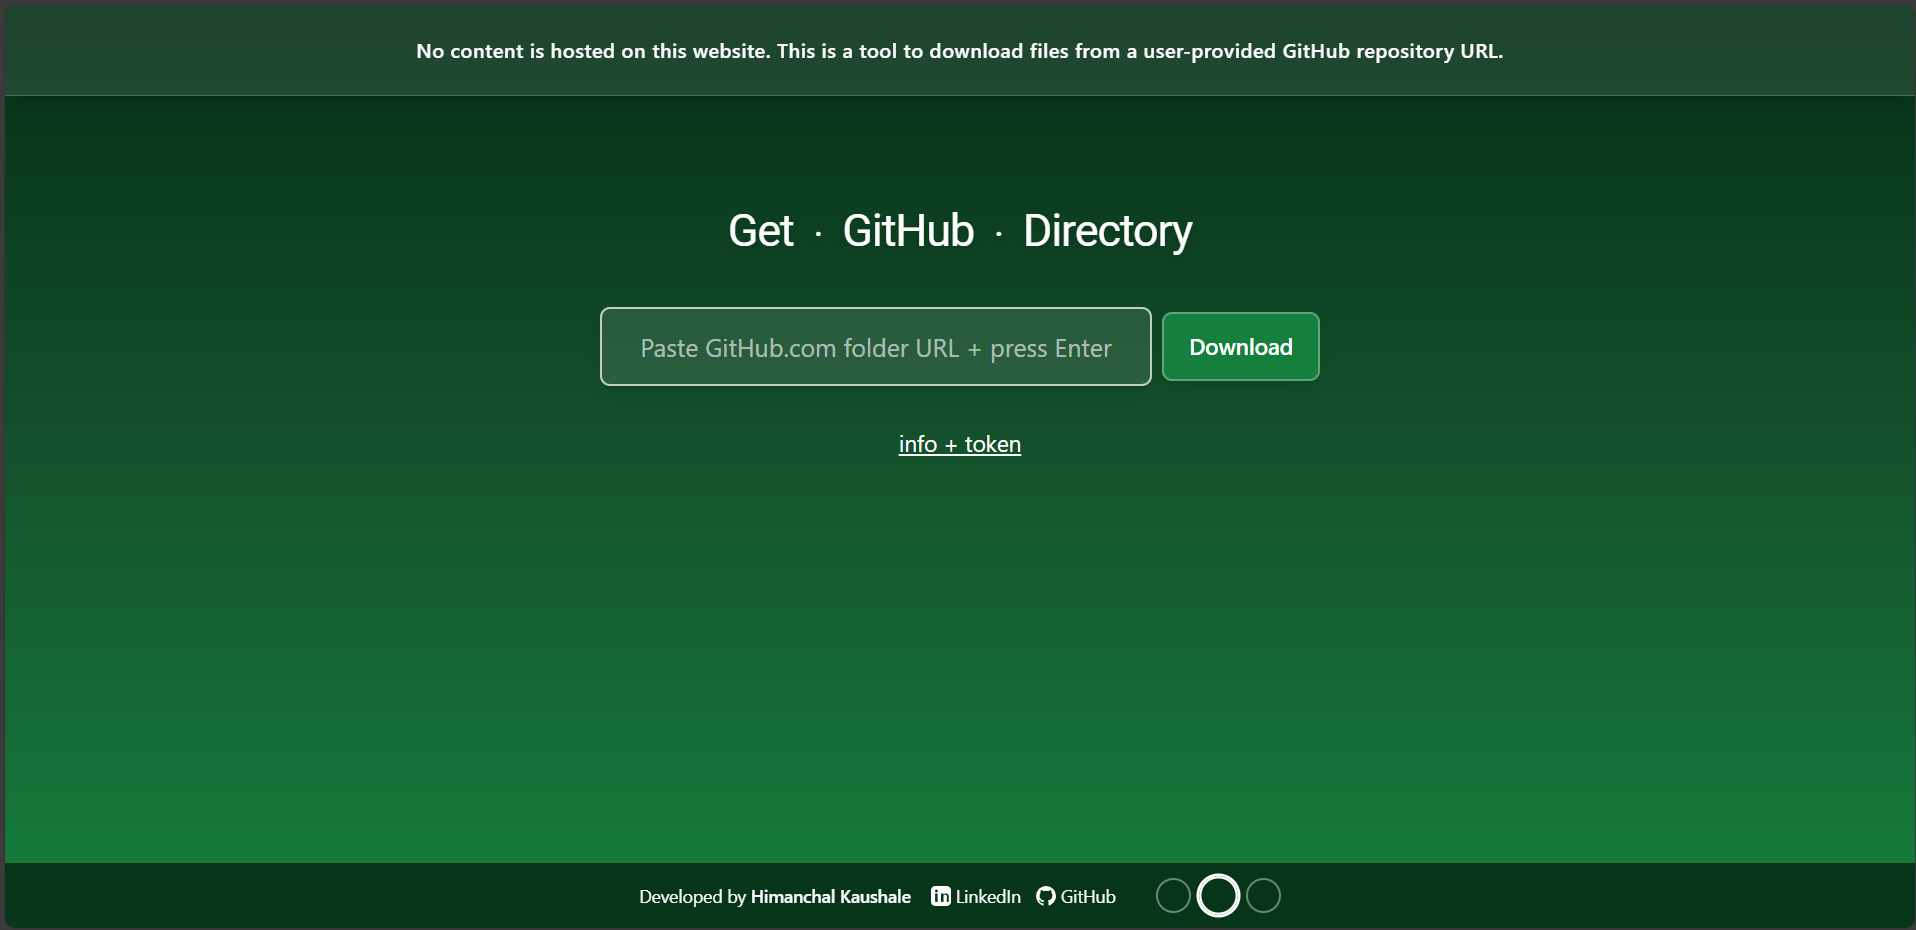 No content is hosted on this website. This is a tool to download files from a user-provided GitHub repository URL.
Get · GitHub · Directory
Paste GitHub.com folder URL + press Enter
Download
info + token
Developed by Himanchal Kaushale LinkedIn GitHub